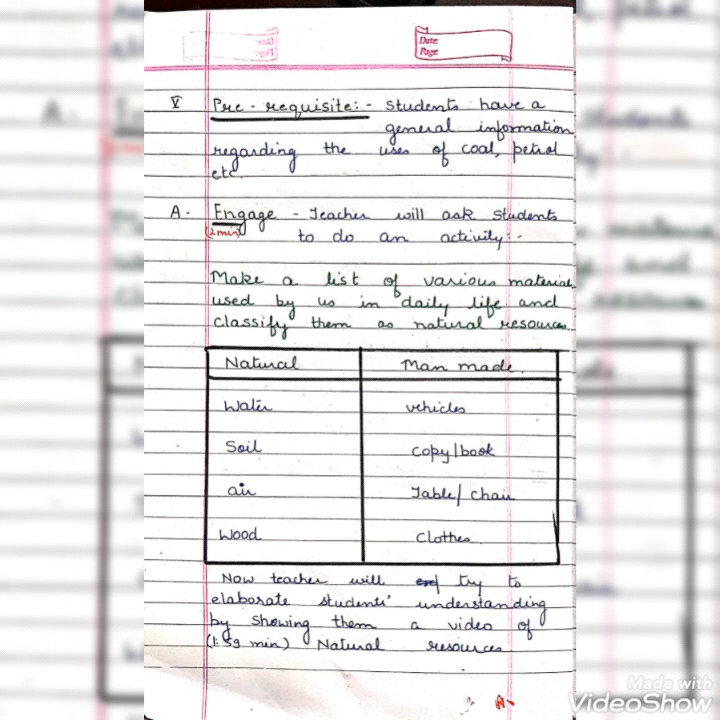 Date
Page
V Pre-requisite:- Students have a
general information
regarding the uses of coal, petrol
etc.
A. Engage - Teacher will ask students
(2 min) to do an activity:-
Make a list of various material
used by us in daily life and
classify them as natural resources
Natural Man made.
Water vehicles
Soil copy/book
air Table/chair
Wood Clothes
Now teacher will try to
elaborate students' understanding
by showing them a video of
(1:59 min) Natural resources
Made with
VideoShow